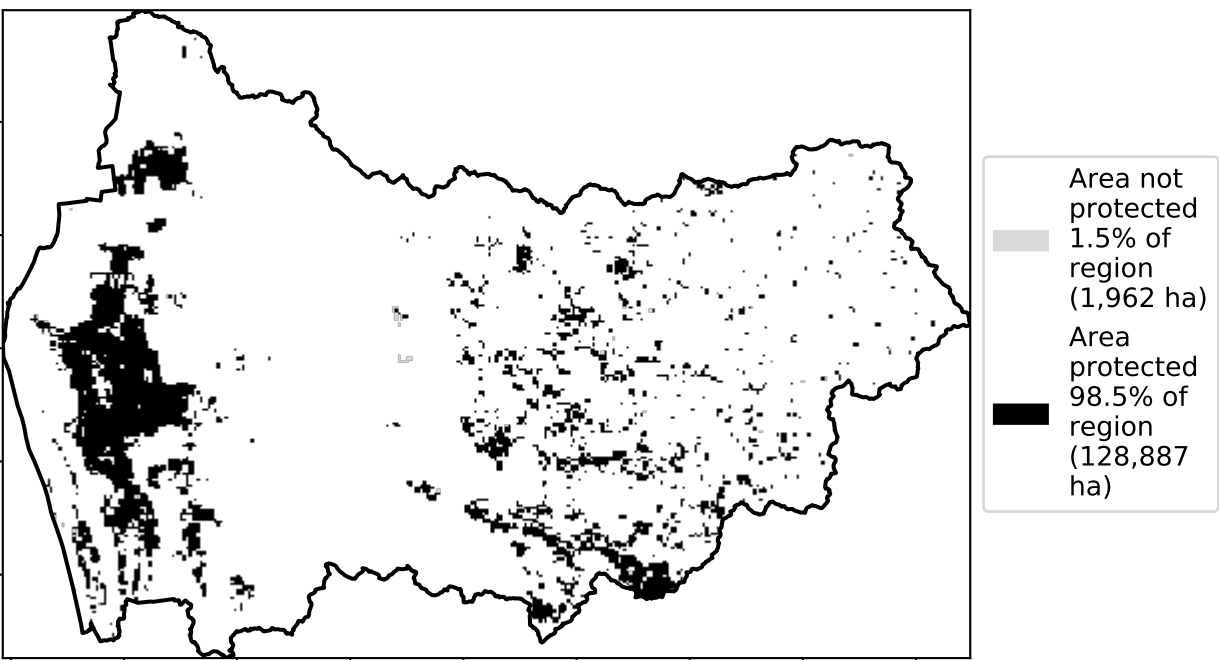 Area not
protected
1.5% of
region
(1,962 ha)
Area
protected
98.5% of
region
(128,887
ha)